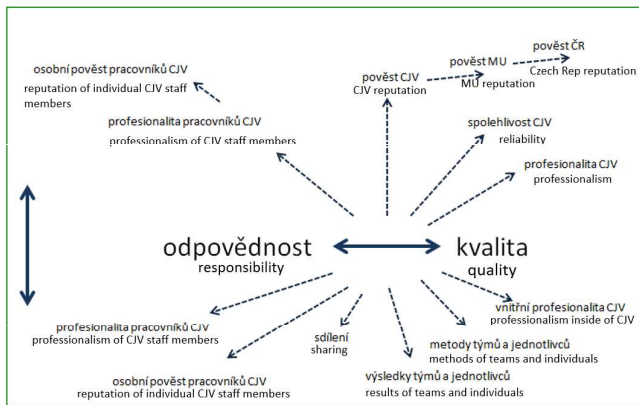 pověst ČR
Czech Rep reputation
pověst MU
MU reputation
pověst CJV
CJV reputation
osobní pověst pracovníků CJV
reputation of individual CJV staff
members
profesionalita pracovníků CJV
professionalism of CJV staff members
spolehlivost CJV
reliability
profesionalita CJV
professionalism
odpovědnost
responsibility
kvalita
quality
vnitřní profesionalita CJV
professionalism inside of CJV
profesionalita pracovníků CJV
professionalism of CJV staff members
sdílení
sharing
metody týmů a jednotlivců
methods of teams and individuals
osobní pověst pracovníků CJV
reputation of individual CJV staff members
výsledky týmů a jednotlivců
results of teams and individuals